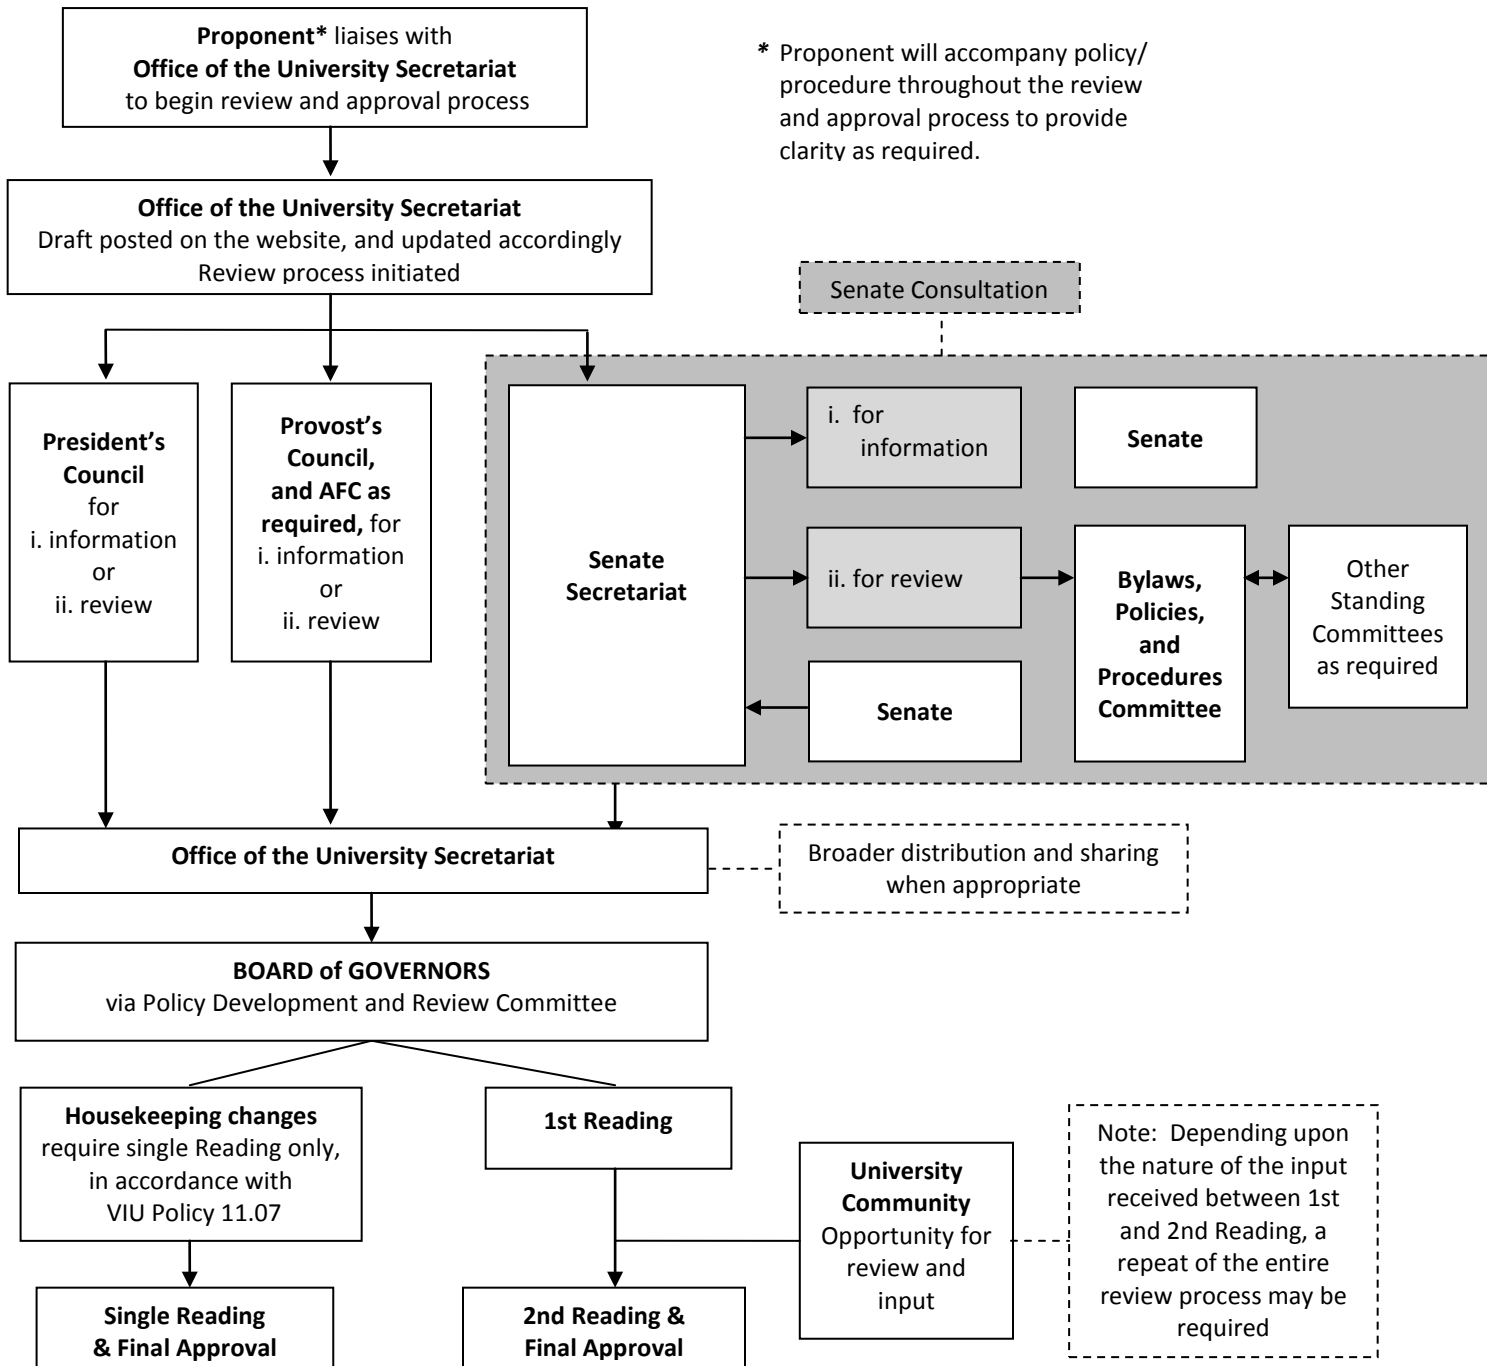 Proponent* liaises with
Office of the University Secretariat
to begin review and approval process
* Proponent will accompany policy/
procedure throughout the review
and approval process to provide
clarity as required.
Office of the University Secretariat
Draft posted on the website, and updated accordingly
Review process initiated
Senate Consultation
President’s
Council
for
i. information
or
ii. review
Provost’s
Council,
and AFC as
required, for
i. information
or
ii. review
Senate
Secretariat
i. for
information
Senate
ii. for review
Bylaws,
Policies,
and
Procedures
Committee
Other
Standing
Committees
as required
Senate
Office of the University Secretariat
Broader distribution and sharing
when appropriate
BOARD of GOVERNORS
via Policy Development and Review Committee
Housekeeping changes
require single Reading only,
in accordance with
VIU Policy 11.07
1st Reading
University
Community
Opportunity for
review and
input
Note: Depending upon
the nature of the input
received between 1st
and 2nd Reading, a
repeat of the entire
review process may be
required
Single Reading
& Final Approval
2nd Reading &
Final Approval